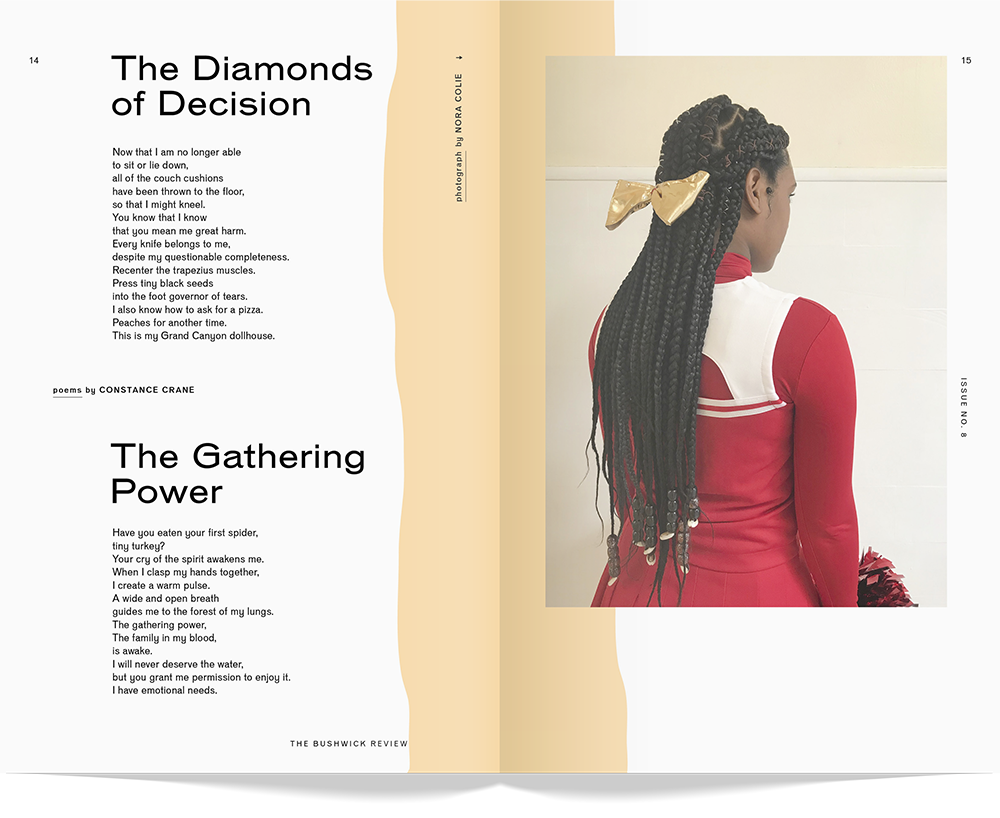 14
The Diamonds
of Decision
Now that I am no longer able
to sit or lie down,
all of the couch cushions
have been thrown to the floor,
so that I might kneel.
You know that I know
that you mean me great harm.
Every knife belongs to me,
despite my questionable completeness.
Recenter the trapezius muscles.
Press tiny black seeds
into the foot governor of tears.
I also know how to ask for a pizza.
Peaches for another time.
This is my Grand Canyon dollhouse.
poems by CONSTANCE CRANE
The Gathering
Power
Have you eaten your first spider,
tiny turkey?
Your cry of the spirit awakens me.
When I clasp my hands together,
I create a warm pulse.
A wide and open breath
guides me to the forest of my lungs.
The gathering power,
The family in my blood,
is awake.
I will never deserve the water,
but you grant me permission to enjoy it.
I have emotional needs.
THE BUSHWICK REVIEW
photograph by NORA COLIE
15
ISSUE NO. 8